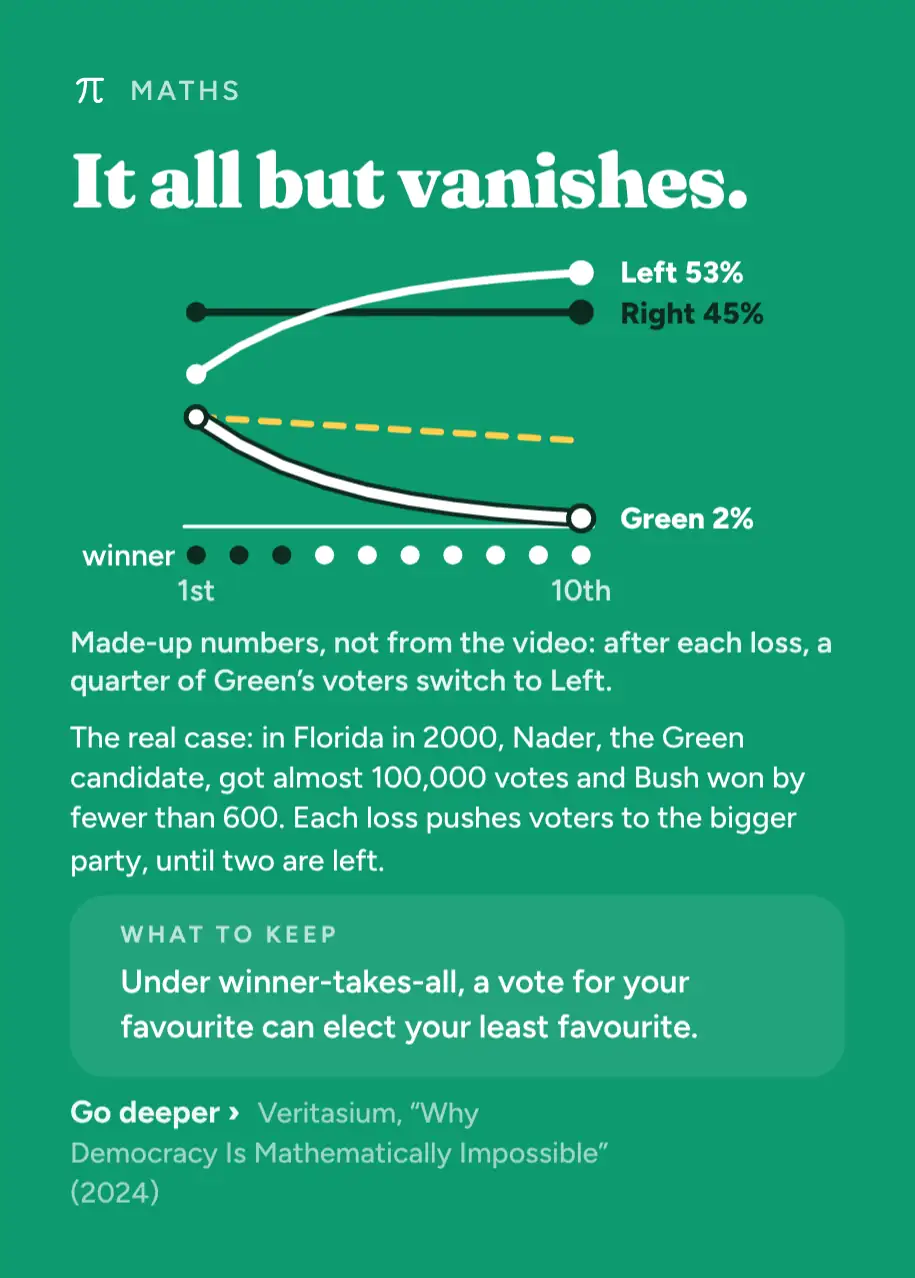 π MATHS
It all but vanishes.
Left 53%
Right 45%
Green 2%
winner
1st 10th
Made-up numbers, not from the video: after each loss, a
quarter of Green’s voters switch to Left.
The real case: in Florida in 2000, Nader, the Green
candidate, got almost 100,000 votes and Bush won by
fewer than 600. Each loss pushes voters to the bigger
party, until two are left.
WHAT TO KEEP
Under winner-takes-all, a vote for your
favourite can elect your least favourite.
Go deeper › Veritasium, “Why
Democracy Is Mathematically Impossible”
(2024)